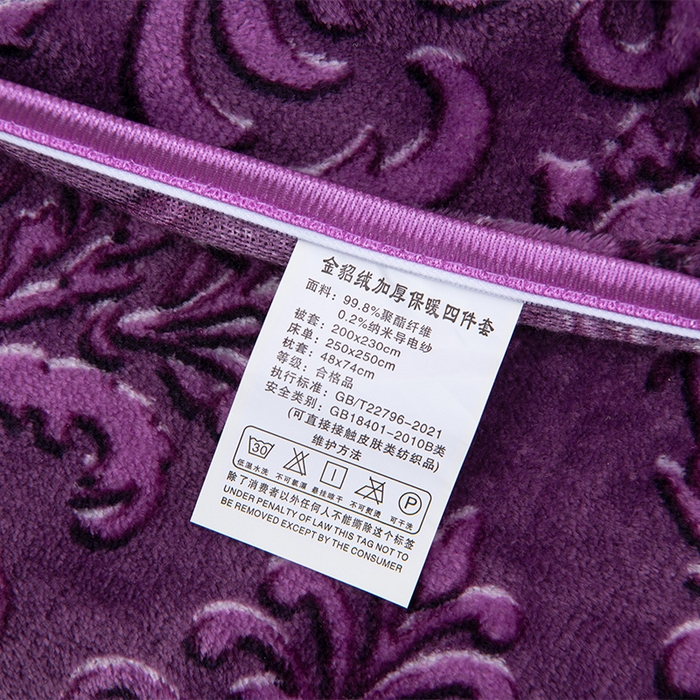 金貂绒加厚保暖四件套
面料：99.8%聚酯纤维
0.2%纳米导电纱
被套：200x230cm
床单：250x250cm
枕套：48x74cm
等级：合格品
执行标准：GB/T22796-2021
安全类别：GB18401-2010B类
(可直接接触皮肤类纺织品)
维护方法
30 P
低温水洗 不可氯漂 悬挂晾干 不可熨烫 可干洗
除了消费者以外任何人不能撕除这个标签
UNDER PENALTY OF LAW THIS TAG NOT TO
BE REMOVED EXCEPT BY THE CONSUMER